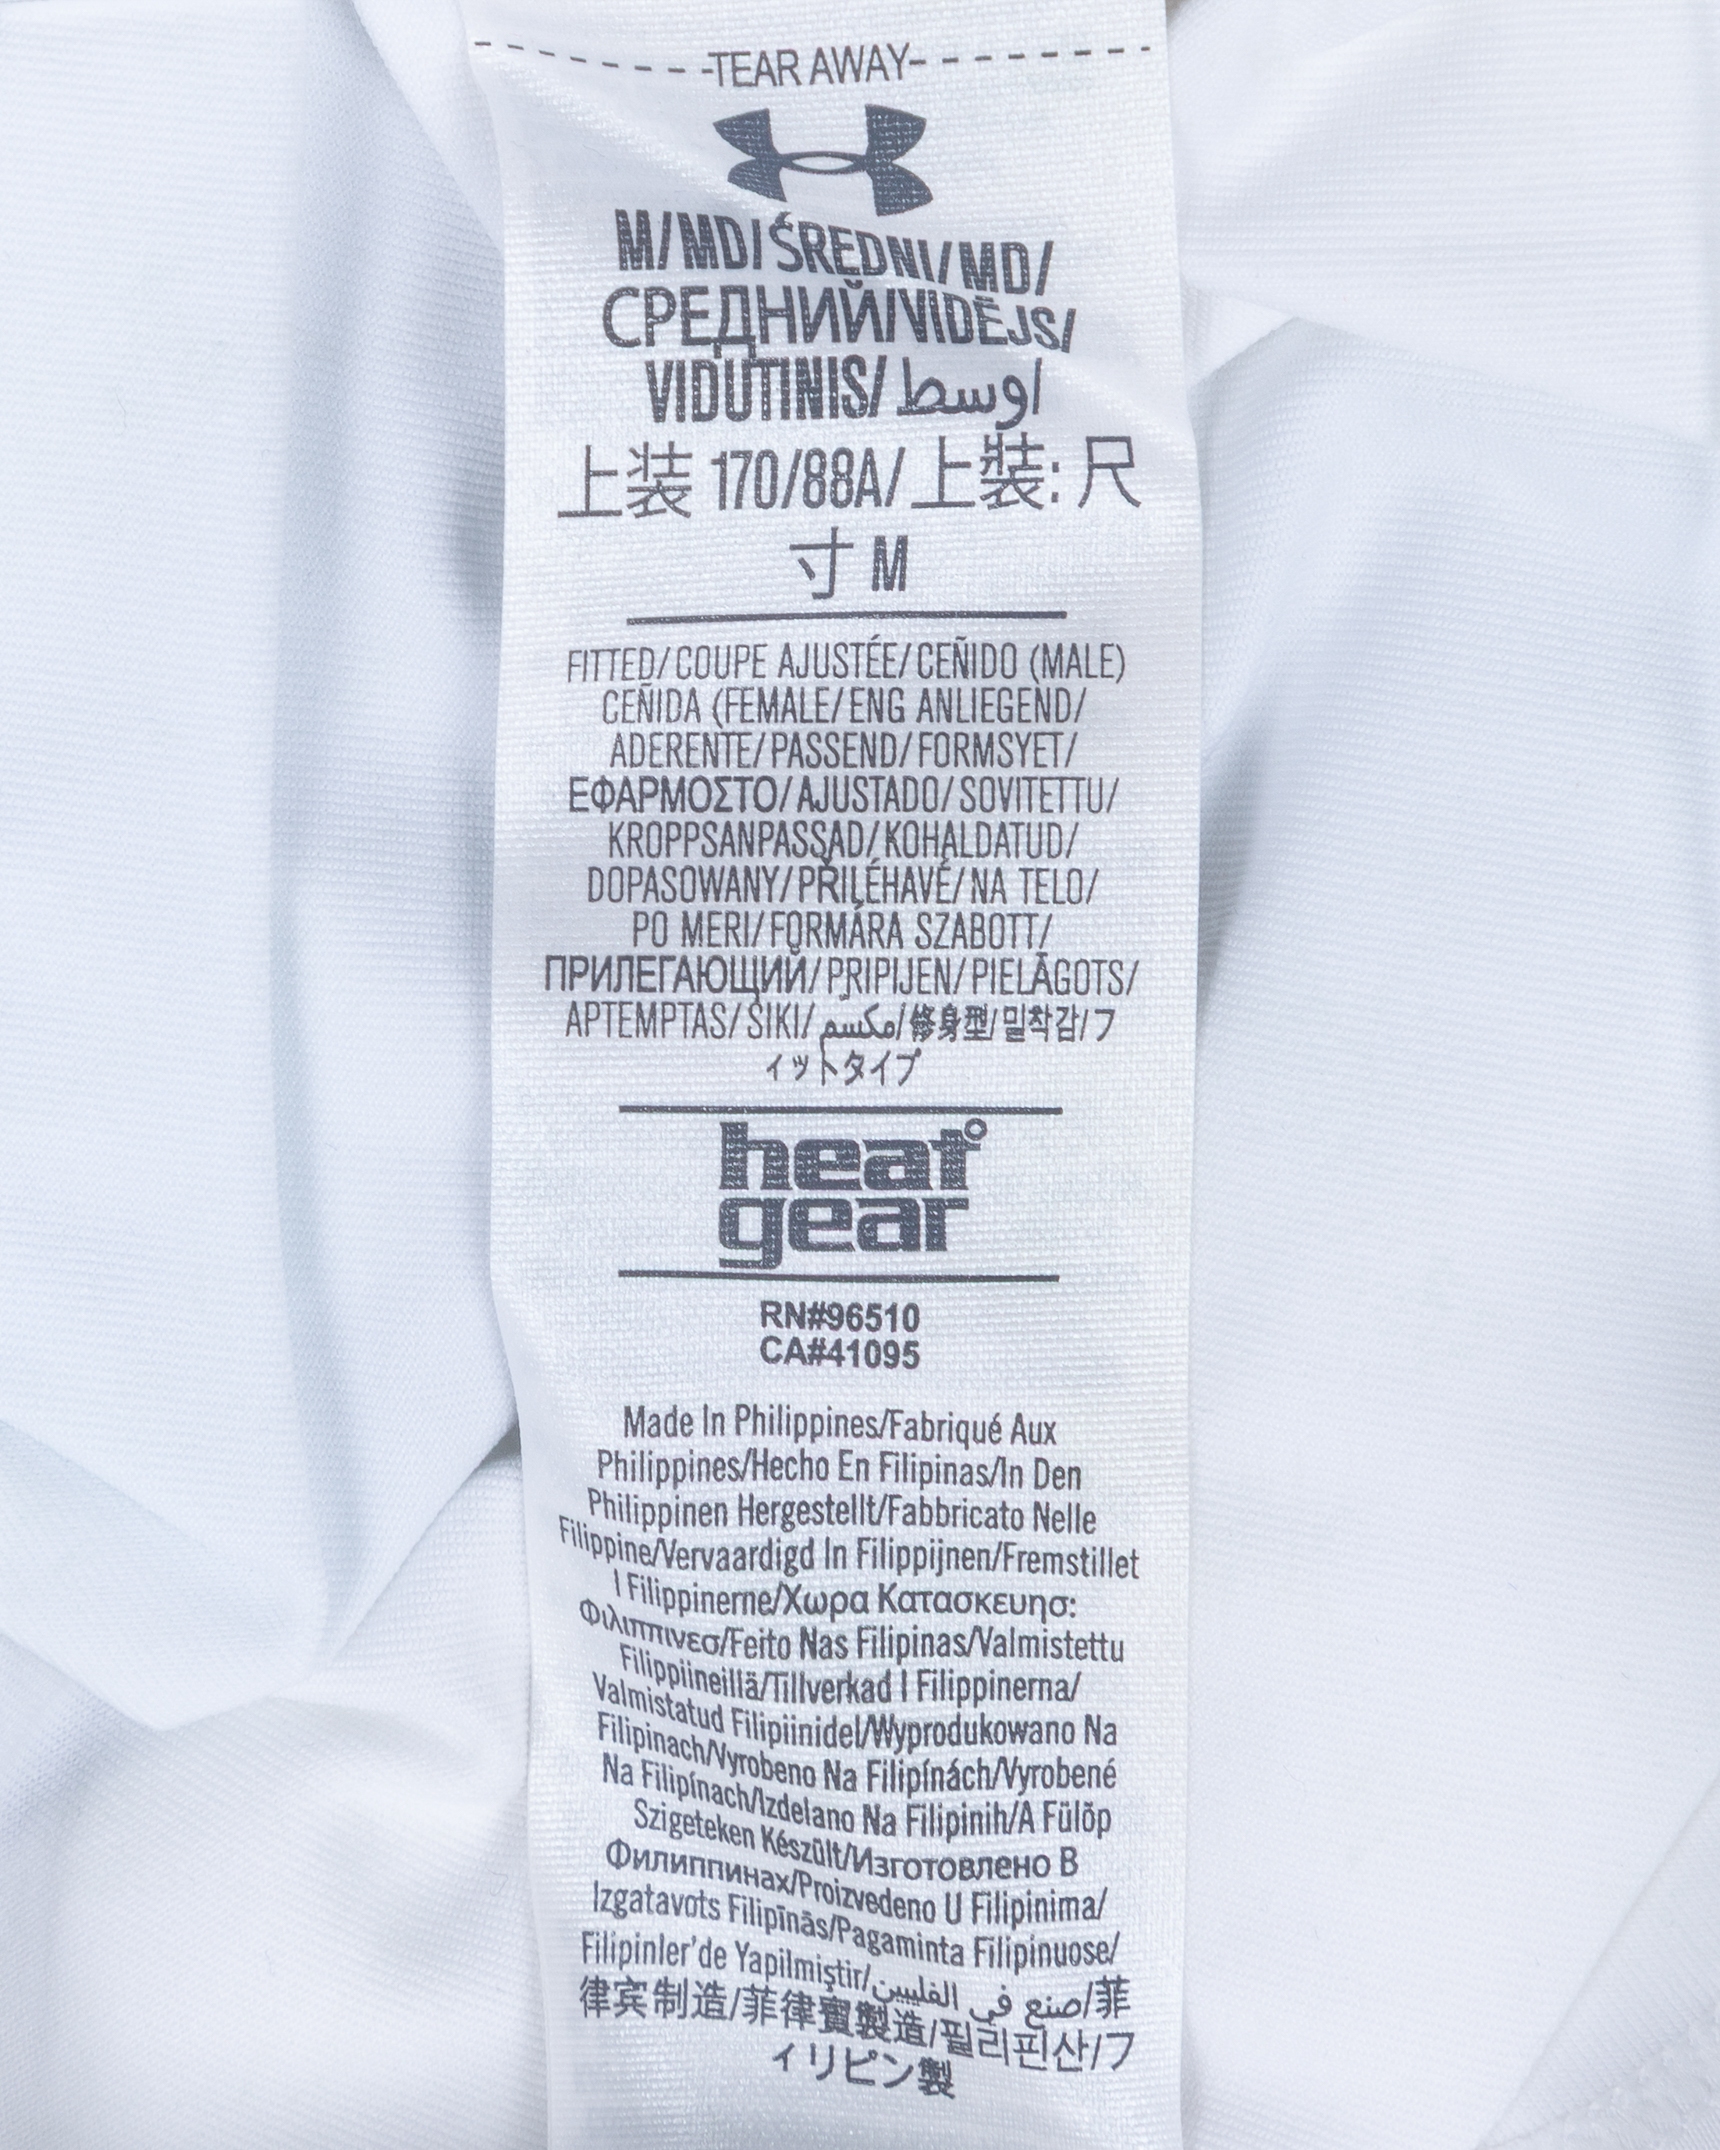 TEAR AWAY
M/MD/ŚREDNI/MD/
СРЕДНИЙ/VIDĒJS/
VIDUTINIS/اوسط/
上装 170/88A/上裝: 尺
寸 M
FITTED/COUPE AJUSTÉE/CEÑIDO (MALE)
CEÑIDA (FEMALE/ENG ANLIEGEND/
ADERENTE/PASSEND/FORMSYET/
ΕΦΑΡΜΟΣΤΟ/AJUSTADO/SOVITETTU/
KROPPSANPASSAD/KOHALDATUD/
DOPASOWANY/PŘILÉHAVÉ/NA TELO/
PO MERI/FORMÁRA SZABOTT/
ПРИЛЕГАЮЩИЙ/PRIPIJEN/PIELĀGOTS/
APTEMPTAS/SIKI/مكسم/修身型/밀착감/フ
ィットタイプ
heat
gear
RN#96510
CA#41095
Made In Philippines/Fabriqué Aux
Philippines/Hecho En Filipinas/In Den
Philippinen Hergestellt/Fabbricato Nelle
Filippine/Vervaardigd In Filippijnen/Fremstillet
I Filippinerne/Χωρα Κατασκευησ:
Φιλιππινεσ/Feito Nas Filipinas/Valmistettu
Filippiineillä/Tillverkad I Filippinerna/
Valmistatud Filipiinidel/Wyprodukowano Na
Filipinach/Vyrobeno Na Filipínách/Vyrobené
Na Filipínach/Izdelano Na Filipinih/A Fülöp
Szigeteken Készült/Изготовлено В
Филиппинах/Proizvedeno U Filipinima/
Izgatavots Filipīnās/Pagaminta Filipinuose/
Filipinler'de Yapilmiştir/صنع في الفلبين/菲
律宾制造/菲律賓製造/필리핀산/フ
ィリピン製